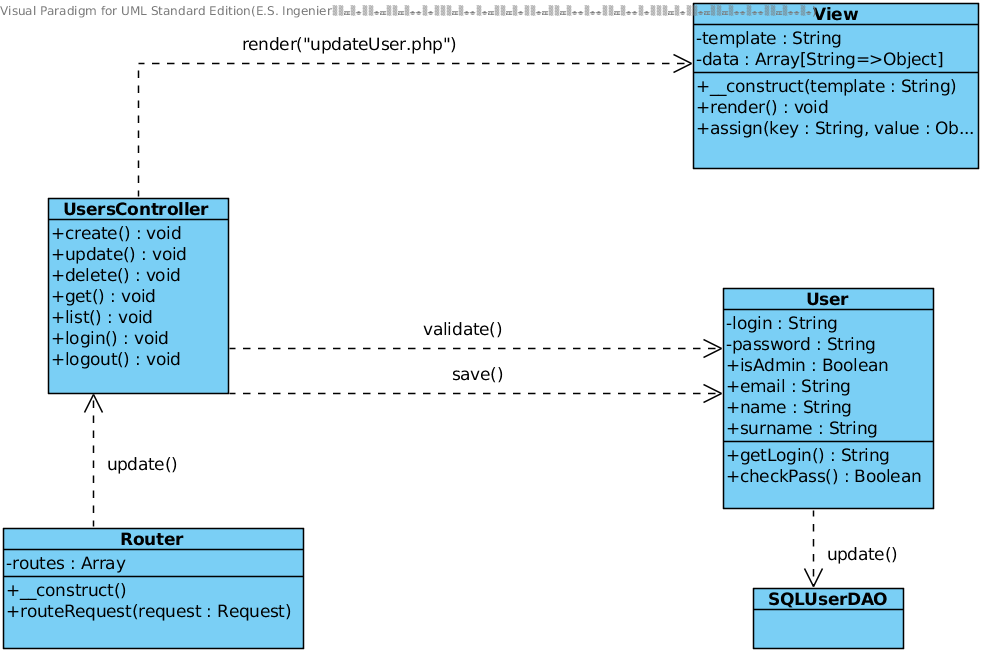 Visual Paradigm for UML Standard Edition(E.S. Ingenier
View
-template : String
-data : Array[String=>Object]
+__construct(template : String)
+render() : void
+assign(key : String, value : Ob...
render("updateUser.php")
UsersController
+create() : void
+update() : void
+delete() : void
+get() : void
+list() : void
+login() : void
+logout() : void
validate()
save()
User
-login : String
-password : String
+isAdmin : Boolean
+email : String
+name : String
+surname : String
+getLogin() : String
+checkPass() : Boolean
update()
Router
-routes : Array
+__construct()
+routeRequest(request : Request)
update()
SQLUserDAO